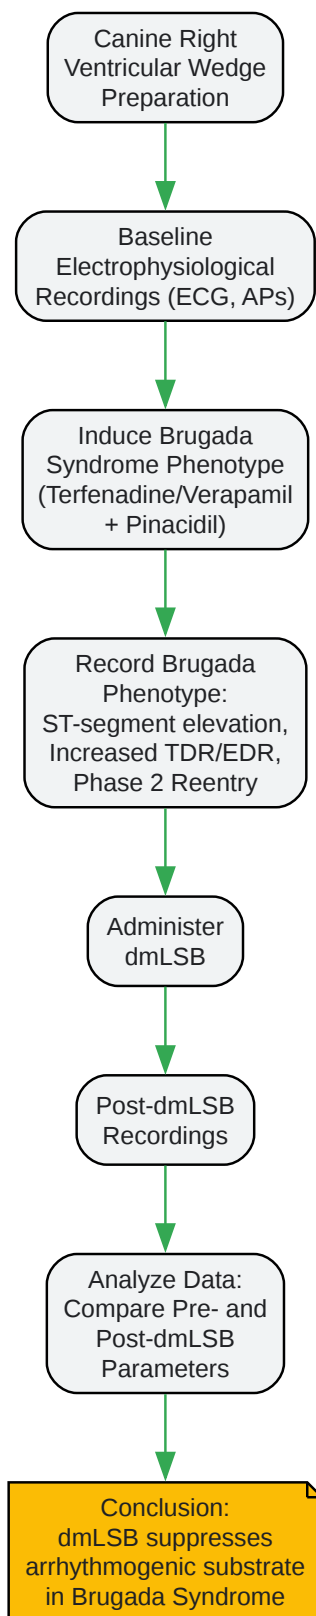 Canine Right
Ventricular Wedge
Preparation
Baseline
Electrophysiological
Recordings (ECG, APs)
Induce Brugada
Syndrome Phenotype
(Terfenadine/Verapamil
+ Pinacidil)
Record Brugada
Phenotype:
ST-segment elevation,
Increased TDR/EDR,
Phase 2 Reentry
Administer
dmLSB
Post-dmLSB
Recordings
Analyze Data:
Compare Pre- and
Post-dmLSB
Parameters
Conclusion:
dmLSB suppresses
arrhythmogenic substrate
in Brugada Syndrome